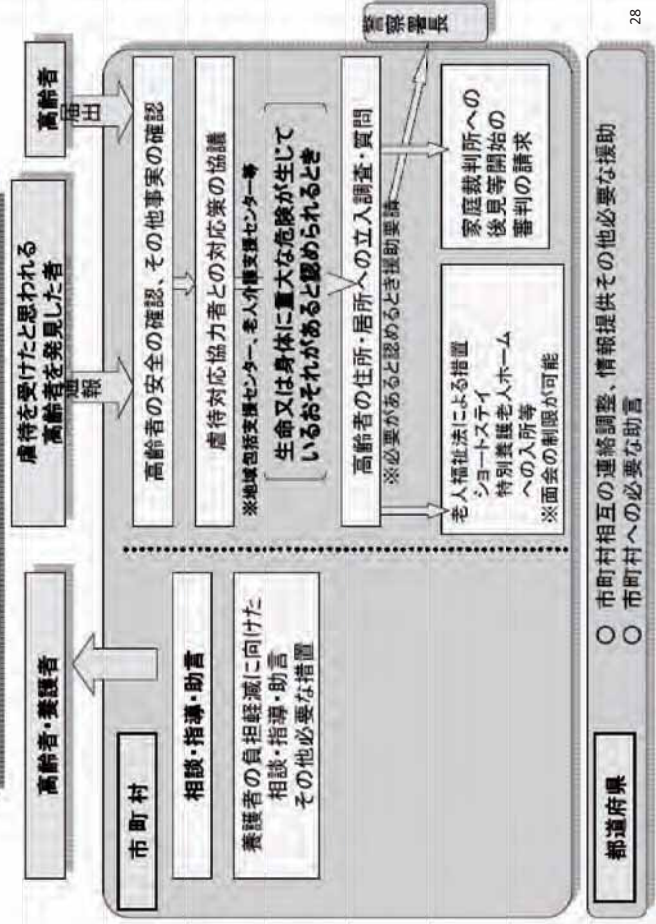 高齢者・養護者
虐待を受けたと思われる
高齢者を発見した者
高齢者
通報
届出
市町村
相談・指導・助言
養護者の負担軽減に向けた
相談・指導・助言
その他必要な措置
高齢者の安全の確認、その他事実の確認
虐待対応協力者との対応策の協議
※地域包括支援センター、老人介護支援センター等
生命又は身体に重大な危険が生じて
いるおそれがあると認められるとき
高齢者の住所・居所への立入調査・質問
※必要があると認めるとき援助要請
警察署長
老人福祉法による措置
ショートステイ
特別養護老人ホーム
への入所等
※面会の制限が可能
家庭裁判所への
後見等開始の
審判の請求
都道府県
○ 市町村相互の連絡調整、情報提供その他必要な援助
○ 市町村への必要な助言
28